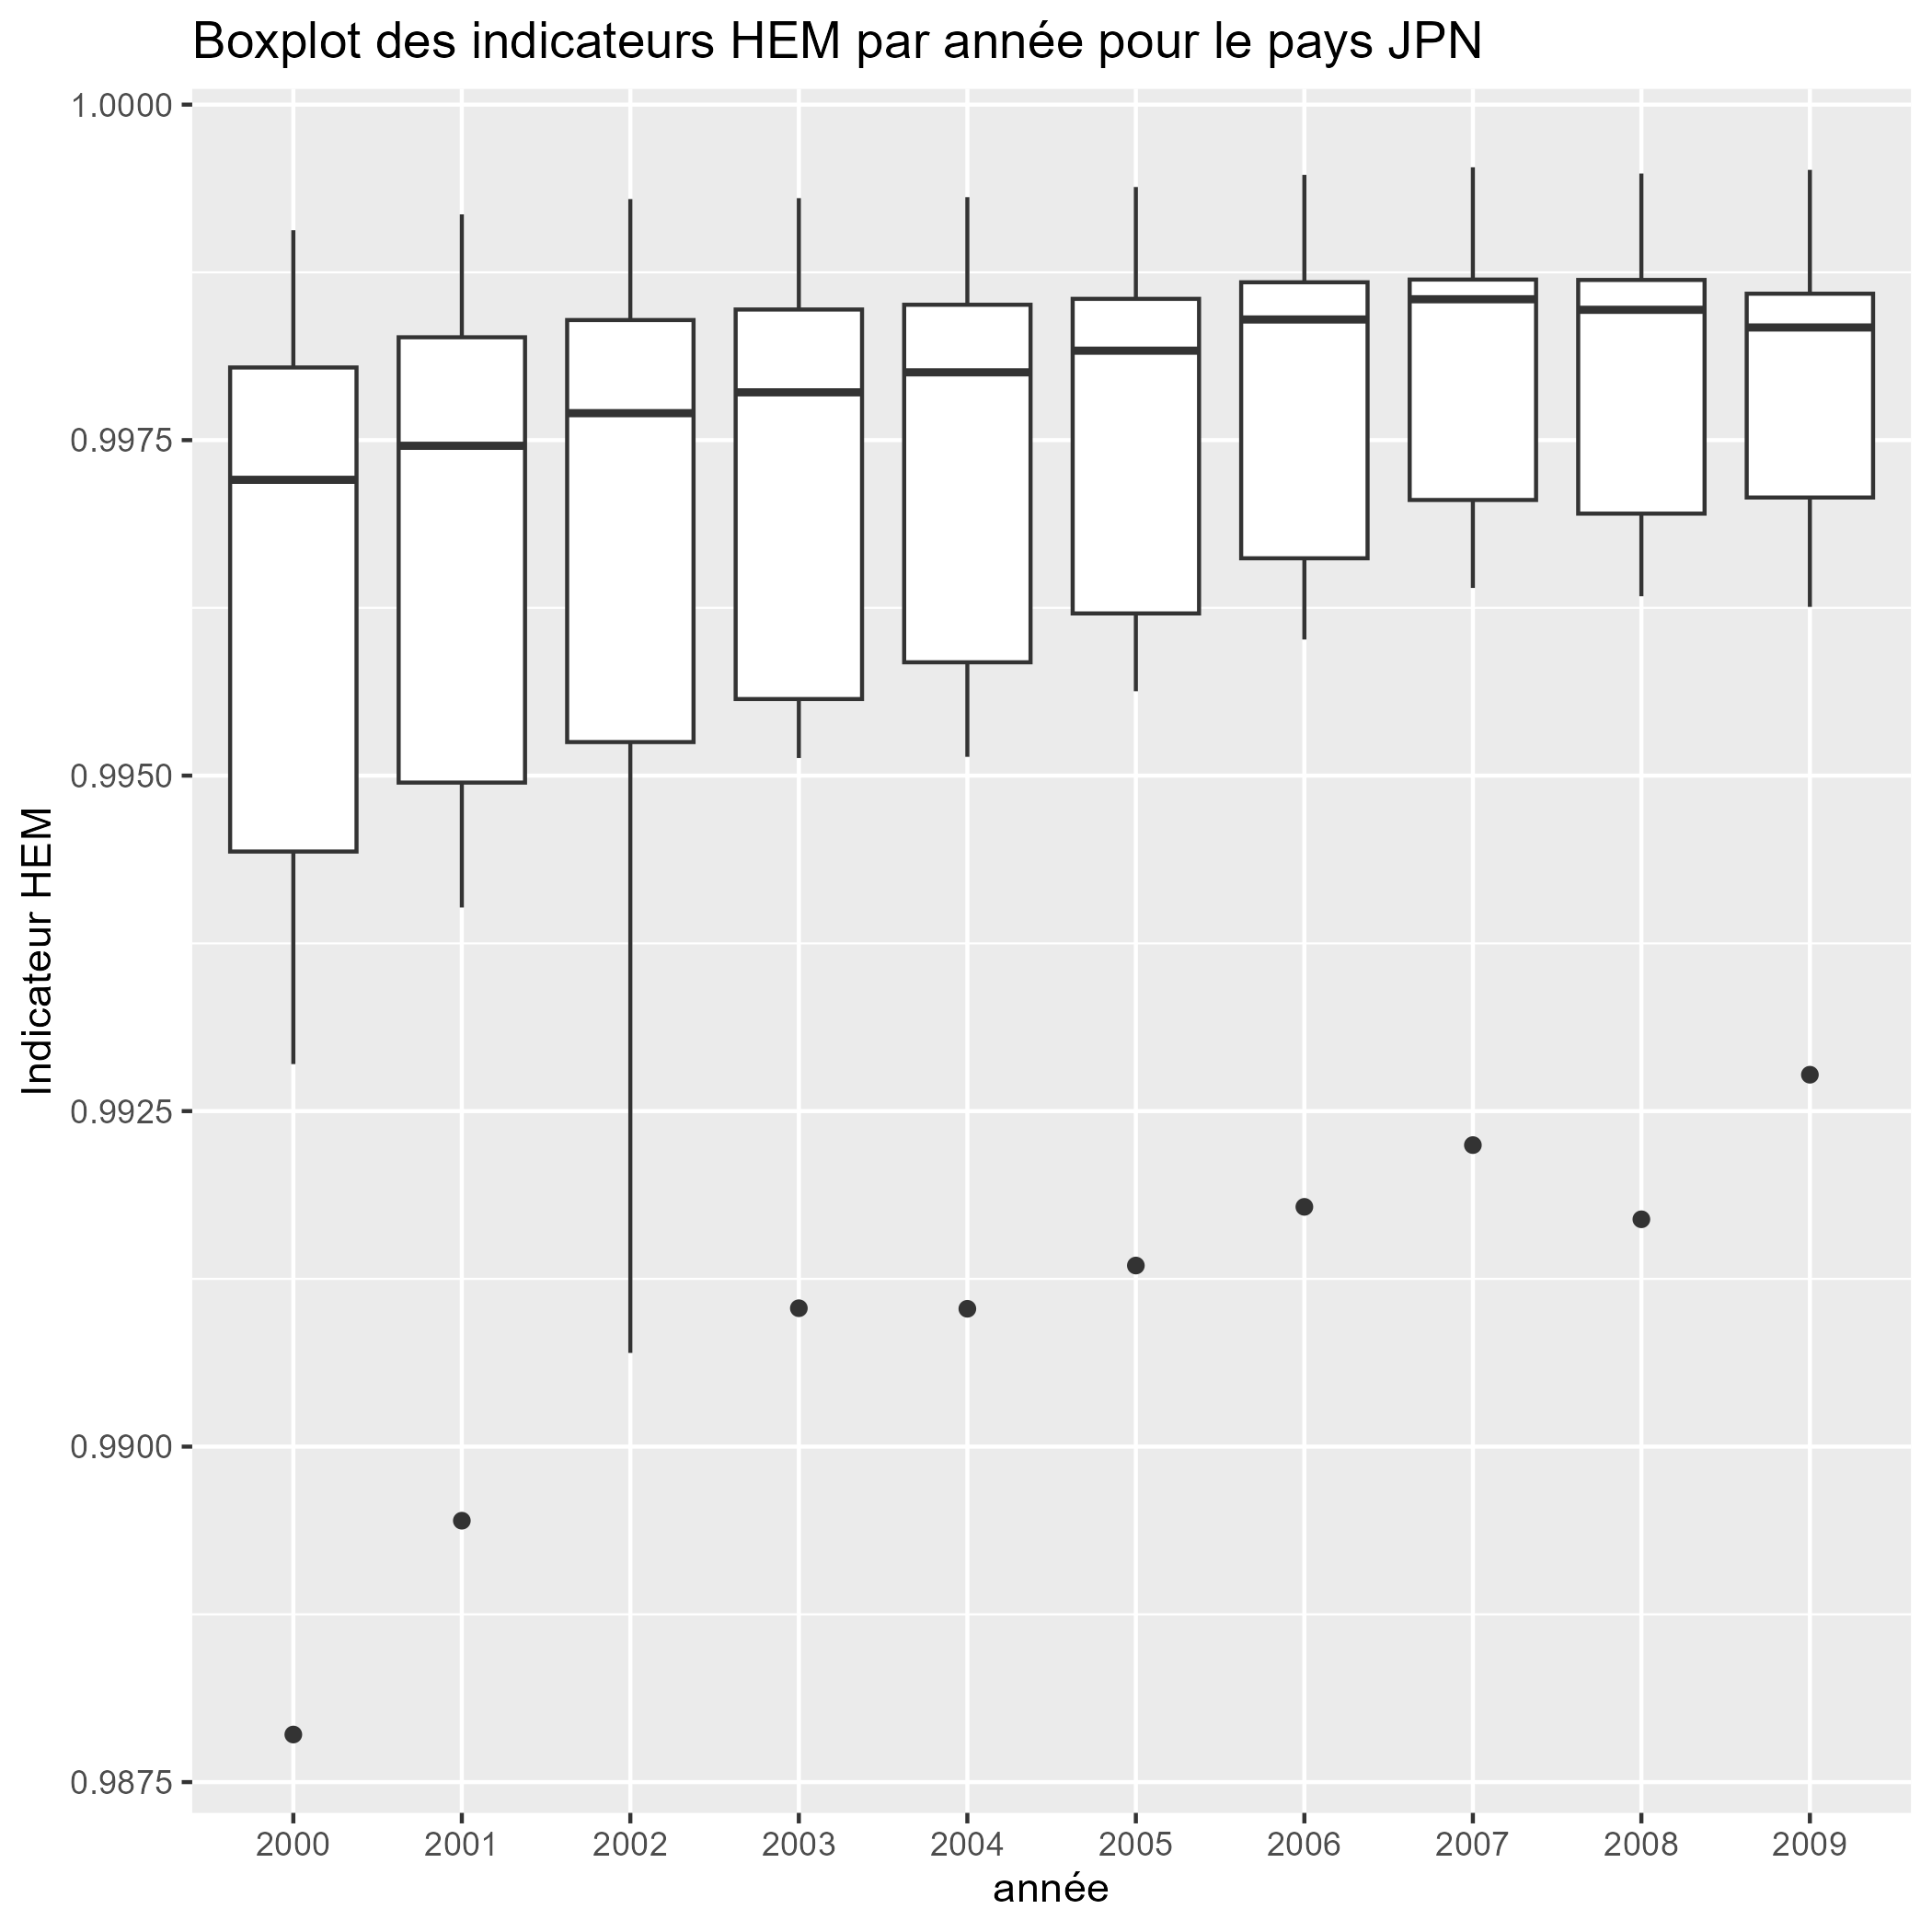 Boxplot des indicateurs HEM par année pour le pays JPN
1.0000
0.9975
0.9950
0.9925
0.9900
0.9875
Indicateur HEM
2000 2001 2002 2003 2004 2005 2006 2007 2008 2009
année